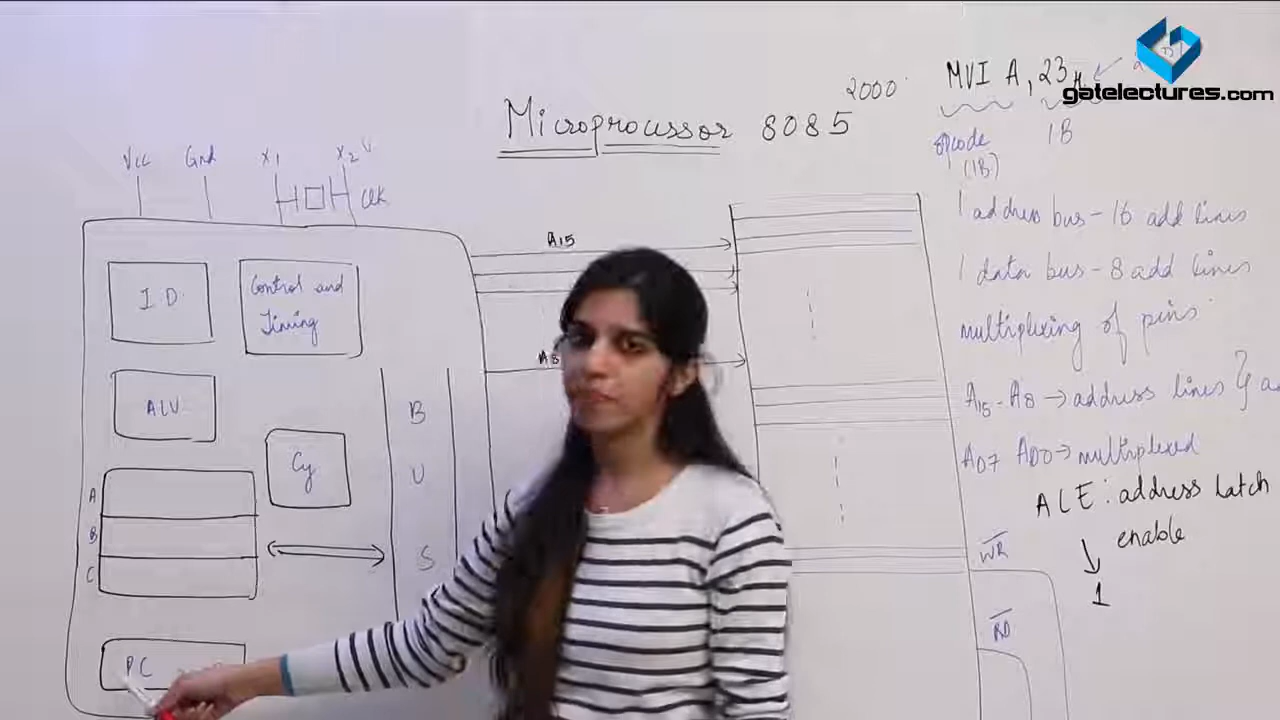 gatelectures.com
Microprocessor 8085
2000
MVI A, 23H
opcode
(1B)
1B
Vcc Gnd X1 X2
Clk
I D
Control and
Timing
ALU
Cy
A
B
C
B
U
S
PC
A15
A8
1 address bus - 16 add lines
1 data bus - 8 add lines
multiplexing of pins
A15 - A8 → address lines }
AD7 AD0 → multiplexed
ALE : address latch
enable
1
WR
RD